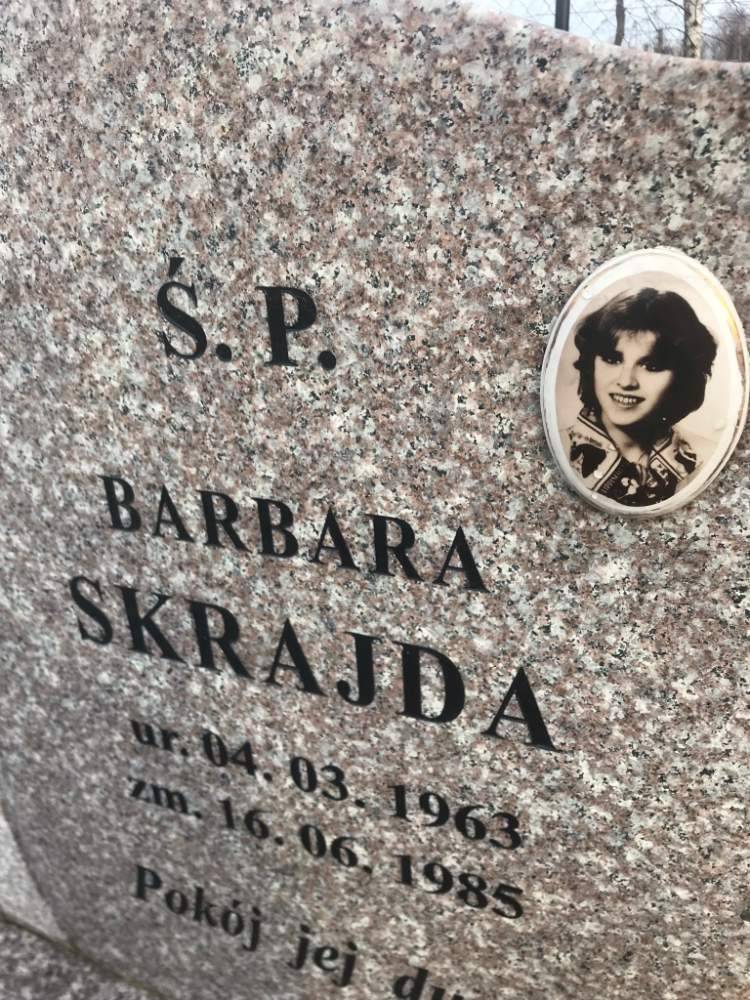 Ś. P.
BARBARA
SKRAJDA
ur. 04. 03. 1963
zm. 16. 06. 1985
Pokój jej